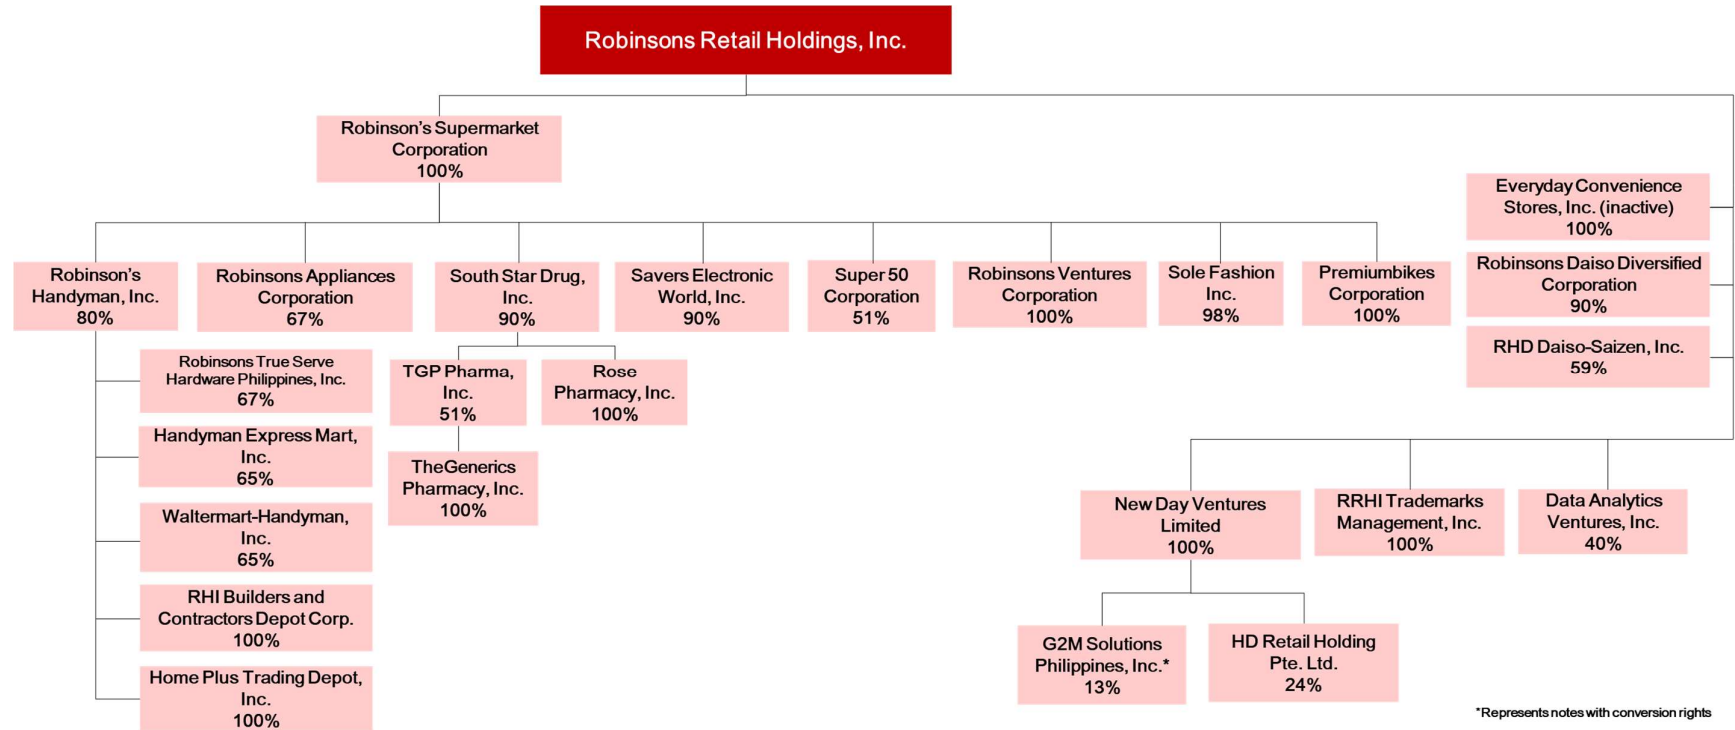 Robinsons Retail Holdings, Inc.
Robinson's Supermarket
Corporation
100%
Everyday Convenience
Stores, Inc. (inactive)
100%
Robinsons Daiso Diversified
Corporation
90%
RHD Daiso-Saizen, Inc.
59%
Robinson's
Handyman, Inc.
80%
Robinsons Appliances
Corporation
67%
South Star Drug,
Inc.
90%
Savers Electronic
World, Inc.
90%
Super 50
Corporation
51%
Robinsons Ventures
Corporation
100%
Sole Fashion
Inc.
98%
Premiumbikes
Corporation
100%
Robinsons True Serve
Hardware Philippines, Inc.
67%
Handyman Express Mart,
Inc.
65%
Waltermart-Handyman,
Inc.
65%
RHI Builders and
Contractors Depot Corp.
100%
Home Plus Trading Depot,
Inc.
100%
TGP Pharma,
Inc.
51%
Rose
Pharmacy, Inc.
100%
TheGenerics
Pharmacy, Inc.
100%
New Day Ventures
Limited
100%
RRHI Trademarks
Management, Inc.
100%
Data Analytics
Ventures, Inc.
40%
G2M Solutions
Philippines, Inc.*
13%
HD Retail Holding
Pte. Ltd.
24%
*Represents notes with conversion rights